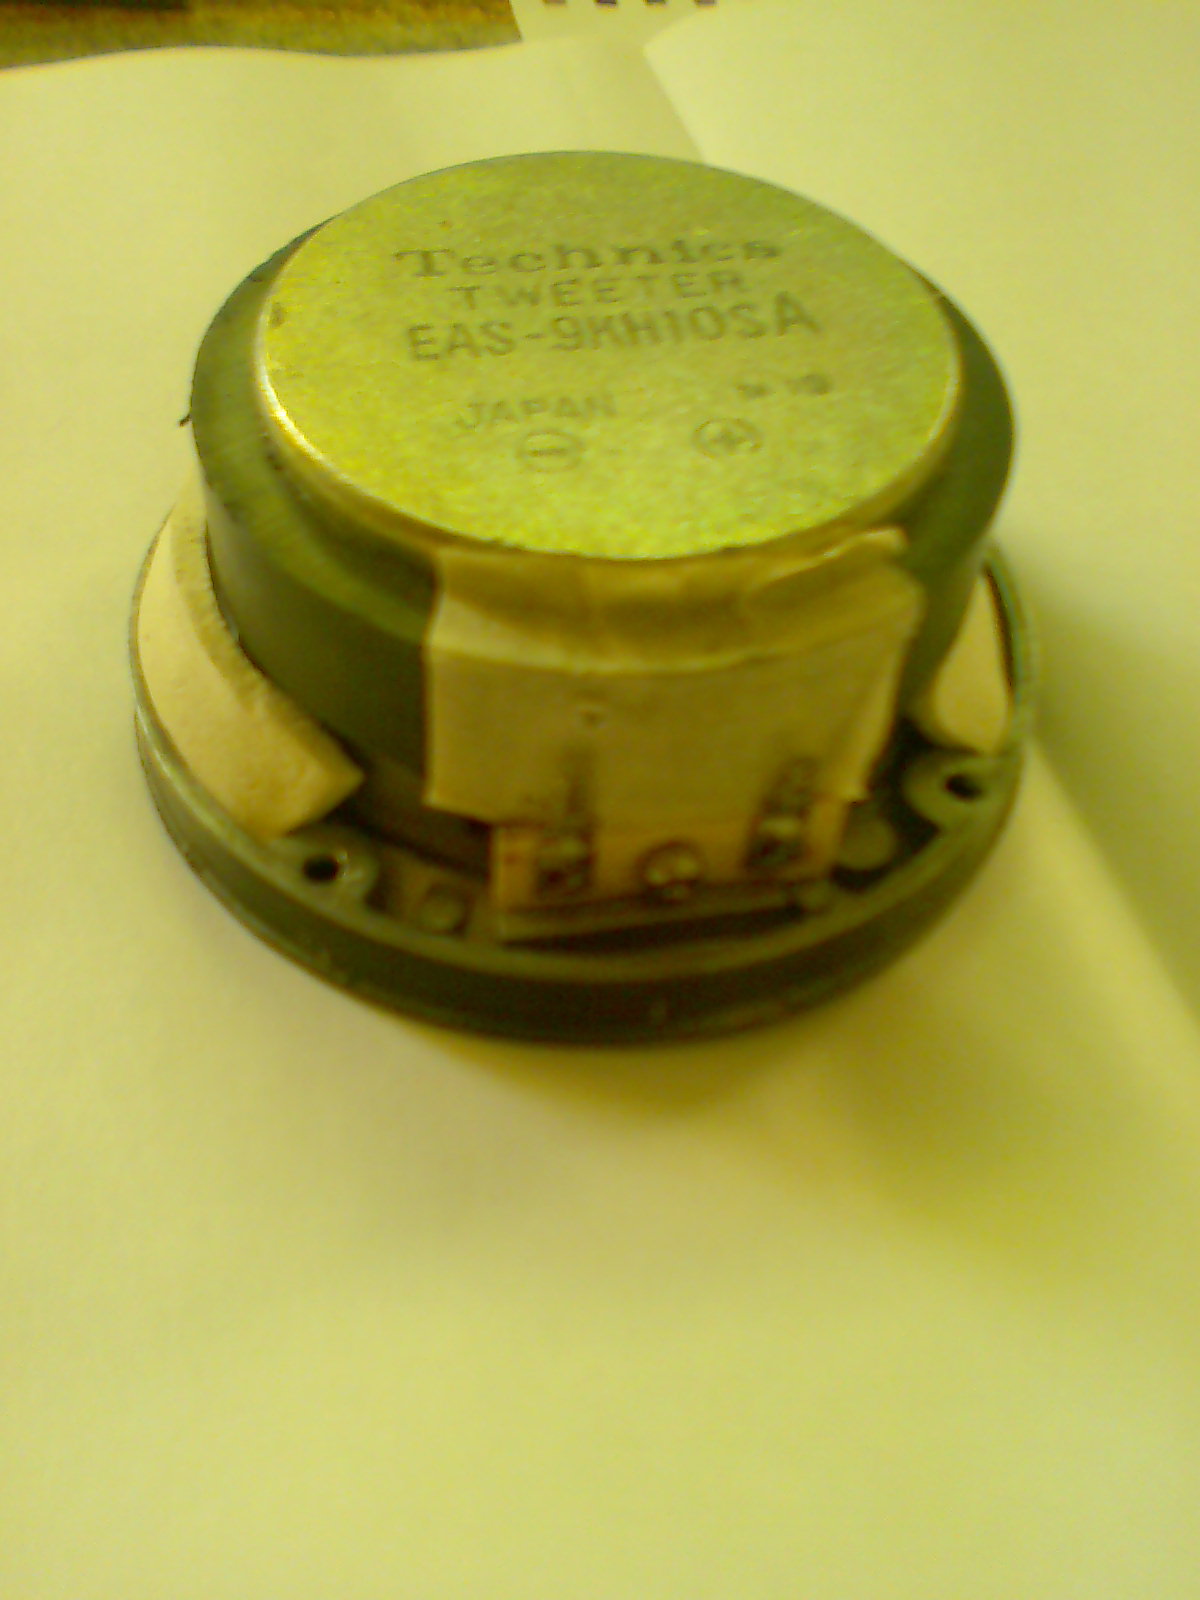 Technics
TWEETER
EAS-9KH10SA
JAPAN
⊖ ⊕